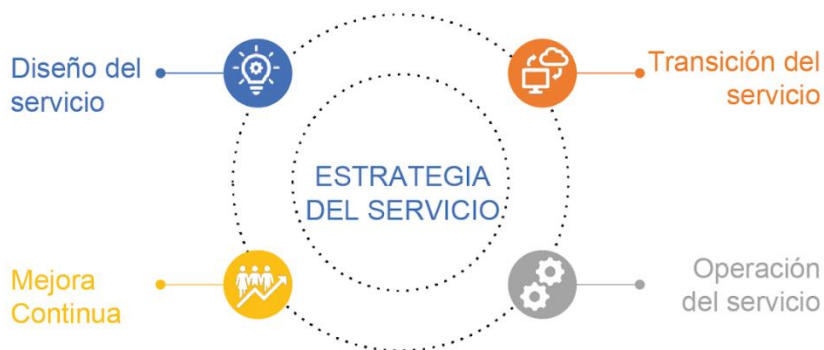 Diseño del
servicio
Transición del
servicio
ESTRATEGIA
DEL SERVICIO
Mejora
Continua
Operación
del servicio